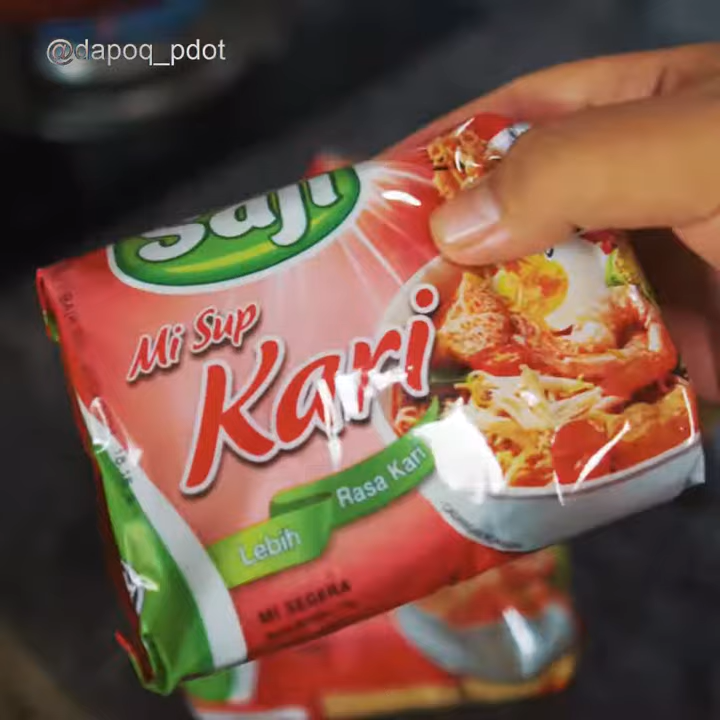 @dapoq_pdot
Saji
Mi Sup
Kari
Lebih
Rasa Kari
MI SEGERA